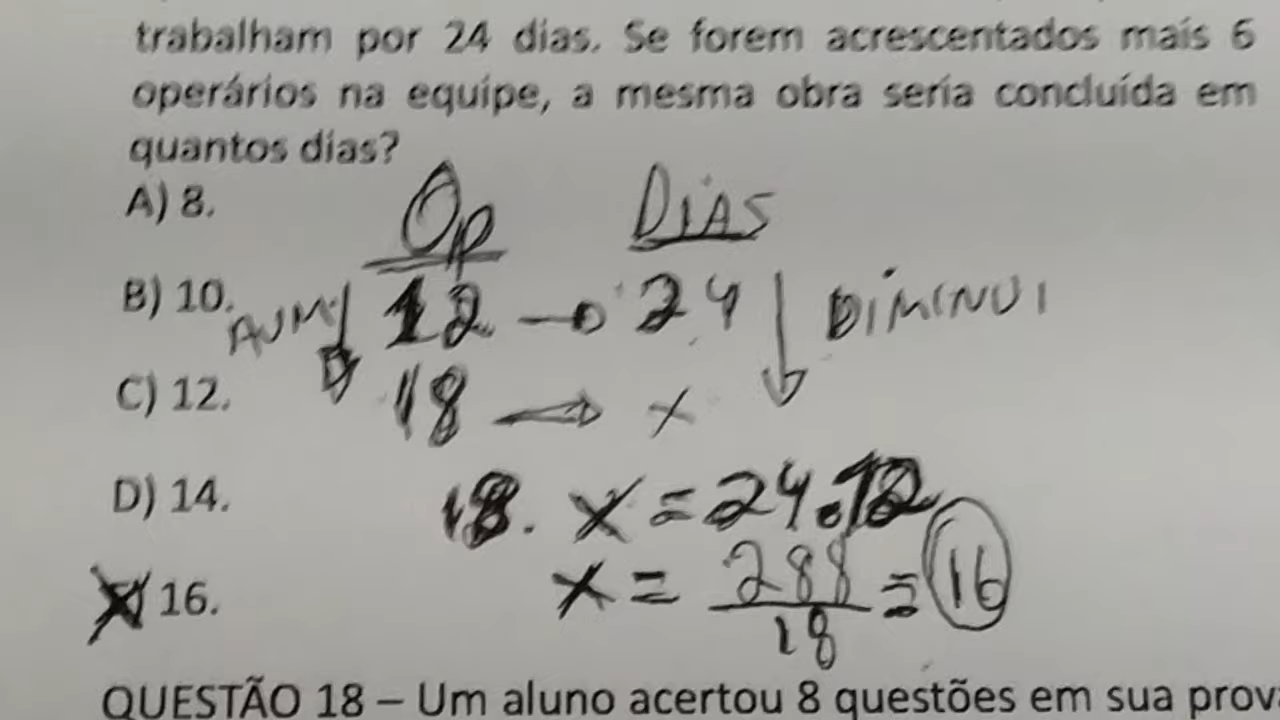 trabalham por 24 dias. Se forem acrescentados mais 6
operários na equipe, a mesma obra seria concluída em
quantos dias?
A) 8.
Op DIAS
B) 10.
AUM 12 → 24 DIMINUI
C) 12.
18 → x
D) 14.
18. x = 24.12
16.
x = 288/18 = 16
QUESTÃO 18 – Um aluno acertou 8 questões em sua prov